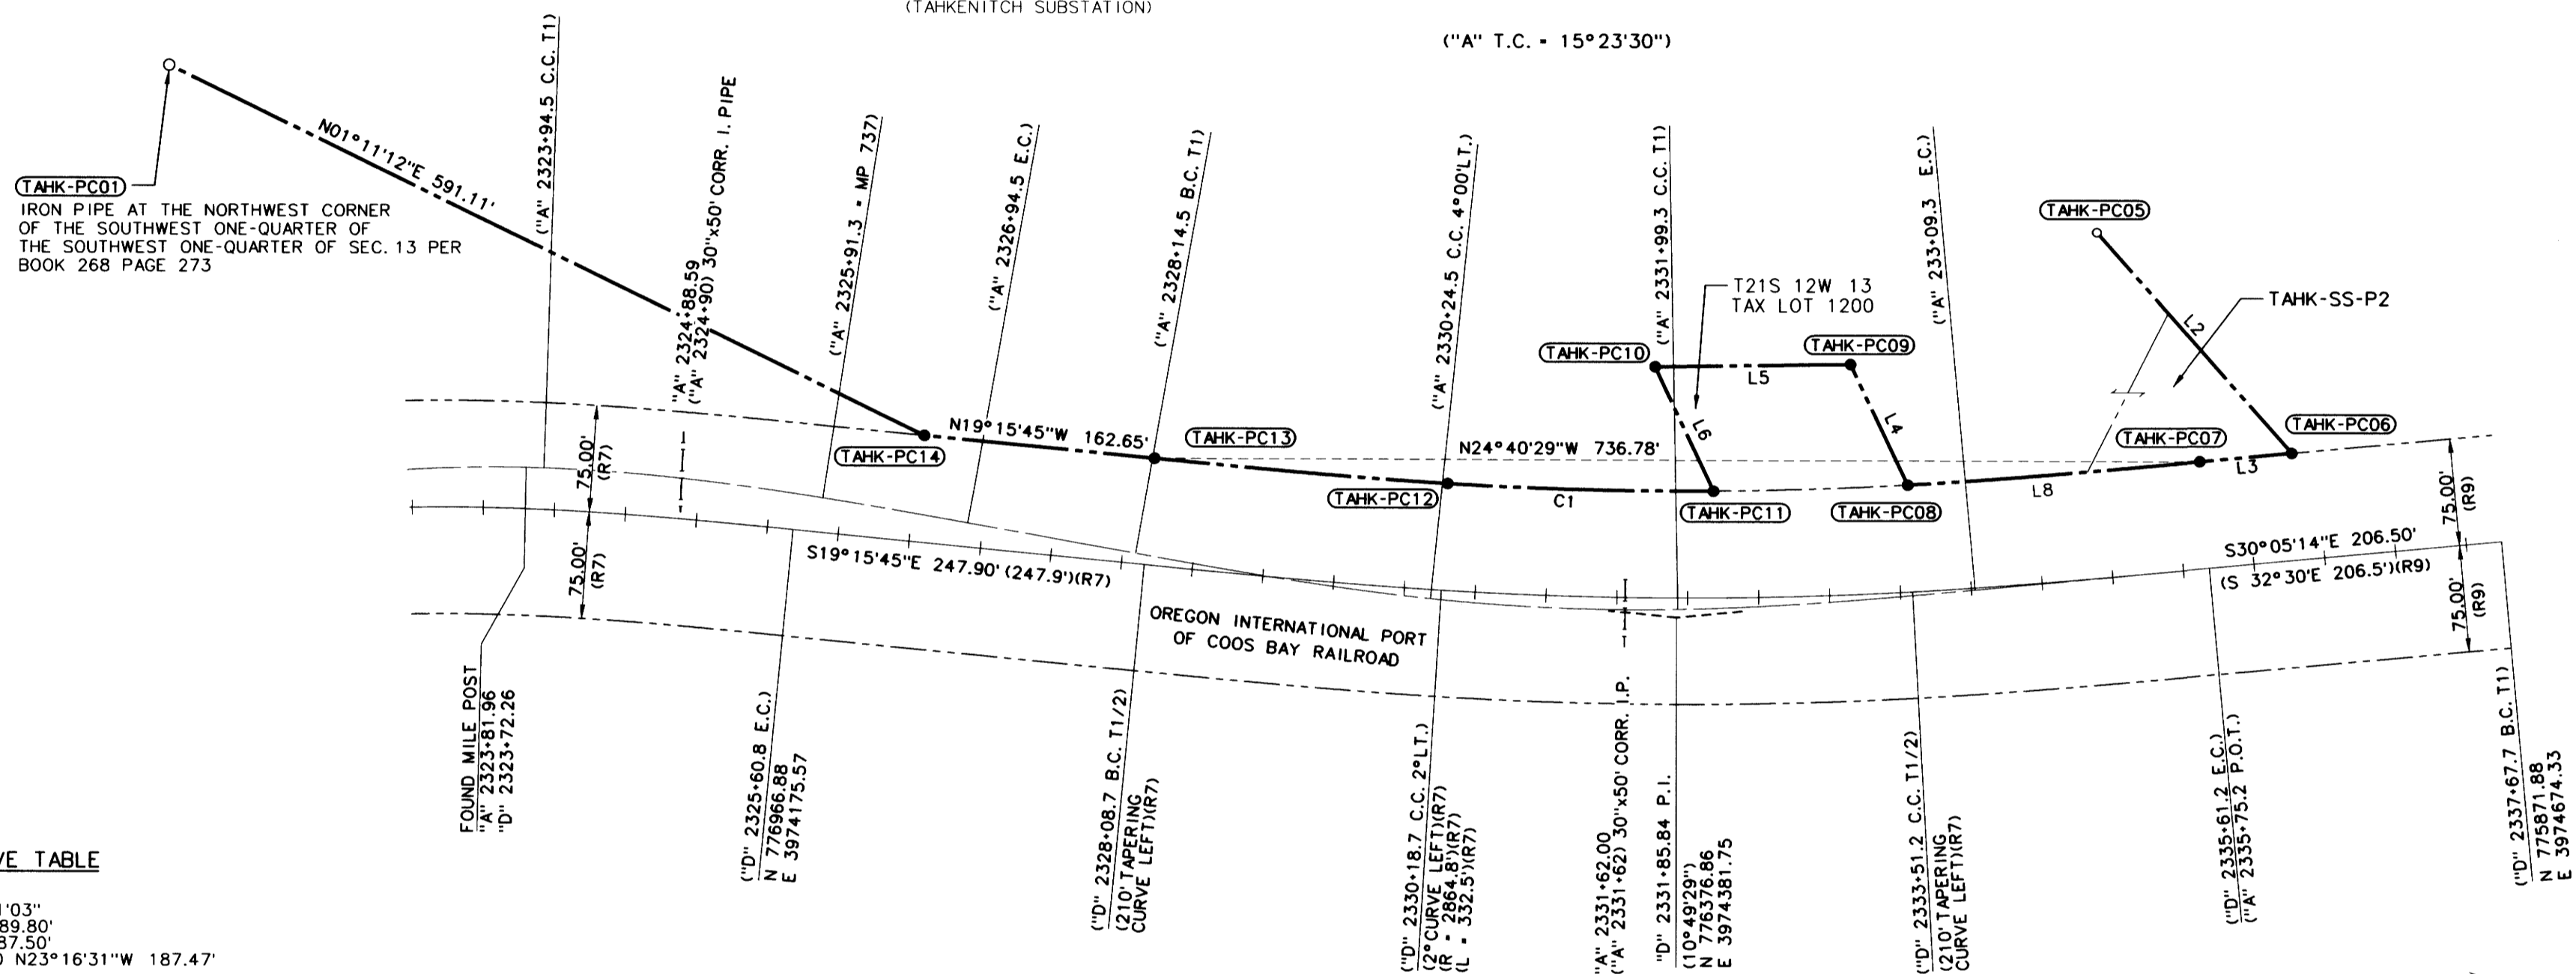 (TAHKENITCH SUBSTATION)
("A" T.C. = 15°23'30")
TAHK-PC01
IRON PIPE AT THE NORTHWEST CORNER
OF THE SOUTHWEST ONE-QUARTER OF
THE SOUTHWEST ONE-QUARTER OF SEC. 13 PER
BOOK 268 PAGE 273
N01°11'12"E 591.11'
("A" 2323+94.5 C.C. T1)
"A" 2324+88.59
("A" 2324+90) 30"x50' CORR. I. PIPE
("A" 2325+91.3 = MP 737)
("A" 2326+94.5 E.C.)
("A" 2328+14.5 B.C. T1)
("A" 2330+24.5 C.C. 4°00'LT.)
("A" 2331+99.3 C.C. T1)
("A" 233+09.3 E.C.)
T21S 12W 13
TAX LOT 1200
TAHK-PC05
TAHK-SS-P2
L2
TAHK-PC10
TAHK-PC09
L5
L6
L4
TAHK-PC14
N19°15'45"W 162.65'
TAHK-PC13
N24°40'29"W 736.78'
TAHK-PC12
C1
TAHK-PC11
TAHK-PC08
L8
TAHK-PC07
L3
TAHK-PC06
75.00'
(R7)
75.00'
(R7)
S19°15'45"E 247.90' (247.9')(R7)
OREGON INTERNATIONAL PORT
OF COOS BAY RAILROAD
S30°05'14"E 206.50'
(S 32°30'E 206.5')(R9)
75.00'
(R9)
75.00'
(R9)
FOUND MILE POST
"A" 2323+81.96
"D" 2323+72.26
("D" 2325+60.8 E.C.)
N 776966.88
E 3974175.57
("D" 2328+08.7 B.C. T1/2)
(210' TAPERING
CURVE LEFT)(R7)
("D" 2330+18.7 C.C. 2°LT.)
(2°CURVE LEFT)(R7)
(R = 2864.8')(R7)
(L = 332.5')(R7)
"A" 2331+62.00
("A" 2331+62) 30"x50' CORR. I.P.
"D" 2331+85.84 P.I.
(10°49'29")
N 776376.86
E 3974381.75
("D" 2333+51.2 C.C. T1/2)
(210' TAPERING
CURVE LEFT)(R7)
("D" 2335+61.2 E.C.)
("A" 2335+75.2 P.O.T.)
("D" 2337+67.7 B.C. T1)
N 775871.88
E 3974674.33
VE TABLE
1'03"
89.80'
87.50'
N23°16'31"W 187.47'